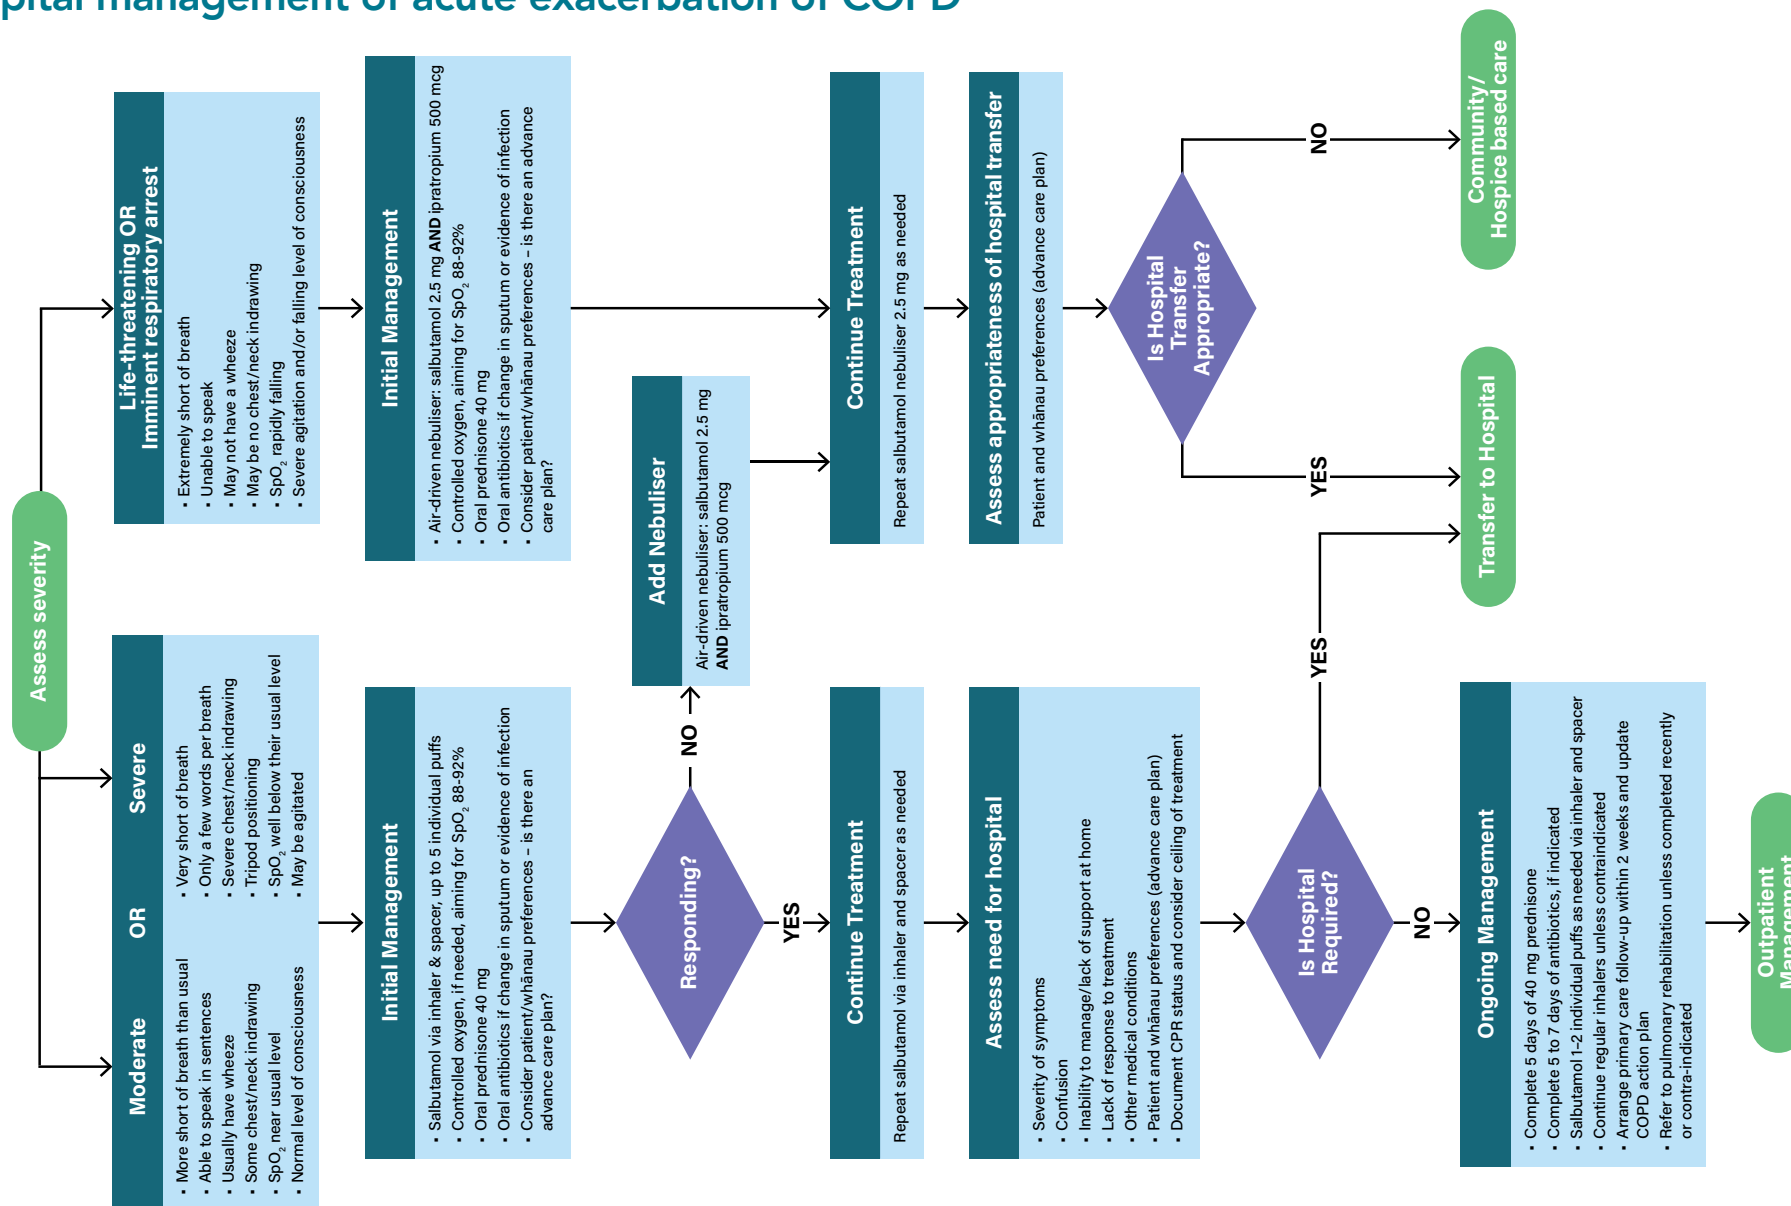 pital management of acute exacerbation of COPD
Assess severity
Moderate OR Severe
▪ More short of breath than usual
▪ Able to speak in sentences
▪ Usually have wheeze
▪ Some chest/neck indrawing
▪ SpO₂ near usual level
▪ Normal level of consciousness
▪ Very short of breath
▪ Only a few words per breath
▪ Severe chest/neck indrawing
▪ Tripod positioning
▪ SpO₂ well below their usual level
▪ May be agitated
Life-threatening OR
Imminent respiratory arrest
▪ Extremely short of breath
▪ Unable to speak
▪ May not have a wheeze
▪ May be no chest/neck indrawing
▪ SpO₂ rapidly falling
▪ Severe agitation and/or falling level of consciousness
Initial Management
▪ Salbutamol via inhaler & spacer, up to 5 individual puffs
▪ Controlled oxygen, if needed, aiming for SpO₂ 88-92%
▪ Oral prednisone 40 mg
▪ Oral antibiotics if change in sputum or evidence of infection
▪ Consider patient/whānau preferences – is there an
advance care plan?
Initial Management
▪ Air-driven nebuliser: salbutamol 2.5 mg AND ipratropium 500 mcg
▪ Controlled oxygen, aiming for SpO₂ 88-92%
▪ Oral prednisone 40 mg
▪ Oral antibiotics if change in sputum or evidence of infection
▪ Consider patient/whānau preferences – is there an advance
care plan?
Responding?
NO
Add Nebuliser
Air-driven nebuliser: salbutamol 2.5 mg
AND ipratropium 500 mcg
YES
Continue Treatment
Repeat salbutamol via inhaler and spacer as needed
Continue Treatment
Repeat salbutamol nebuliser 2.5 mg as needed
Assess need for hospital
▪ Severity of symptoms
▪ Confusion
▪ Inability to manage/lack of support at home
▪ Lack of response to treatment
▪ Other medical conditions
▪ Patient and whānau preferences (advance care plan)
▪ Document CPR status and consider ceiling of treatment
Assess appropriateness of hospital transfer
Patient and whānau preferences (advance care plan)
Is Hospital
Transfer
Appropriate?
Is Hospital
Required?
YES
YES
NO
NO
Ongoing Management
▪ Complete 5 days of 40 mg prednisone
▪ Complete 5 to 7 days of antibiotics, if indicated
▪ Salbutamol 1–2 individual puffs as needed via inhaler and spacer
▪ Continue regular inhalers unless contraindicated
▪ Arrange primary care follow-up within 2 weeks and update
COPD action plan
▪ Refer to pulmonary rehabilitation unless completed recently
or contra-indicated
Transfer to Hospital
Community/
Hospice based care
Outpatient
Management